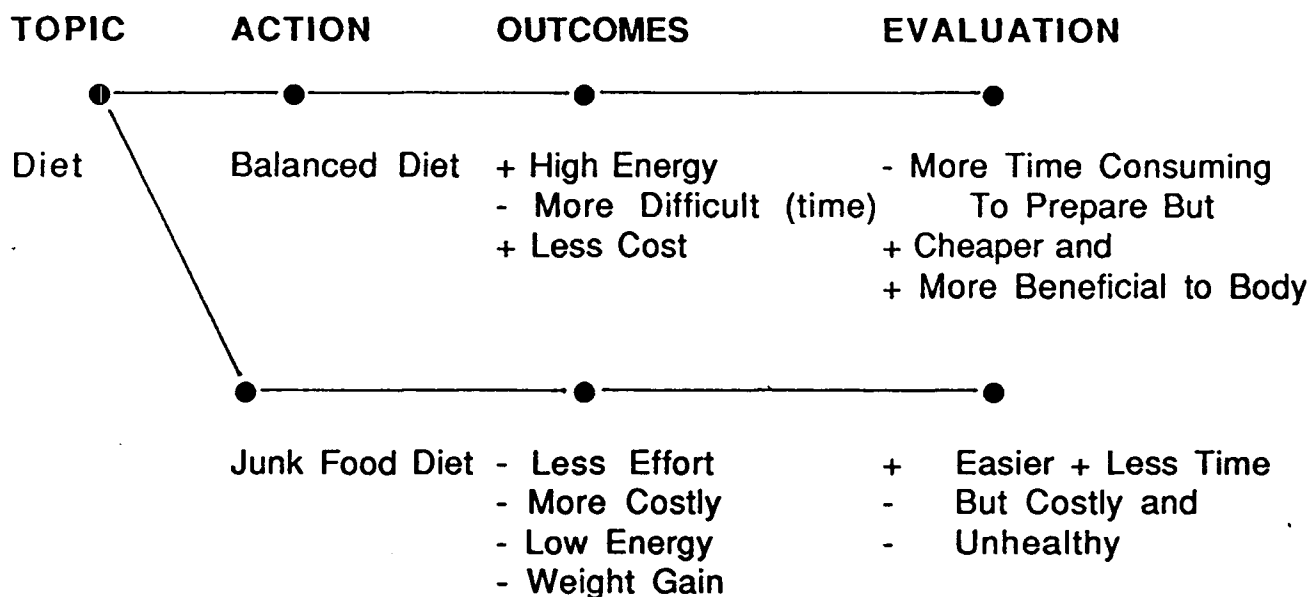 TOPIC ACTION OUTCOMES EVALUATION
Diet Balanced Diet + High Energy - More Time Consuming
- More Difficult (time) To Prepare But
+ Less Cost + Cheaper and
+ More Beneficial to Body
Junk Food Diet - Less Effort + Easier + Less Time
- More Costly - But Costly and
- Low Energy - Unhealthy
- Weight Gain